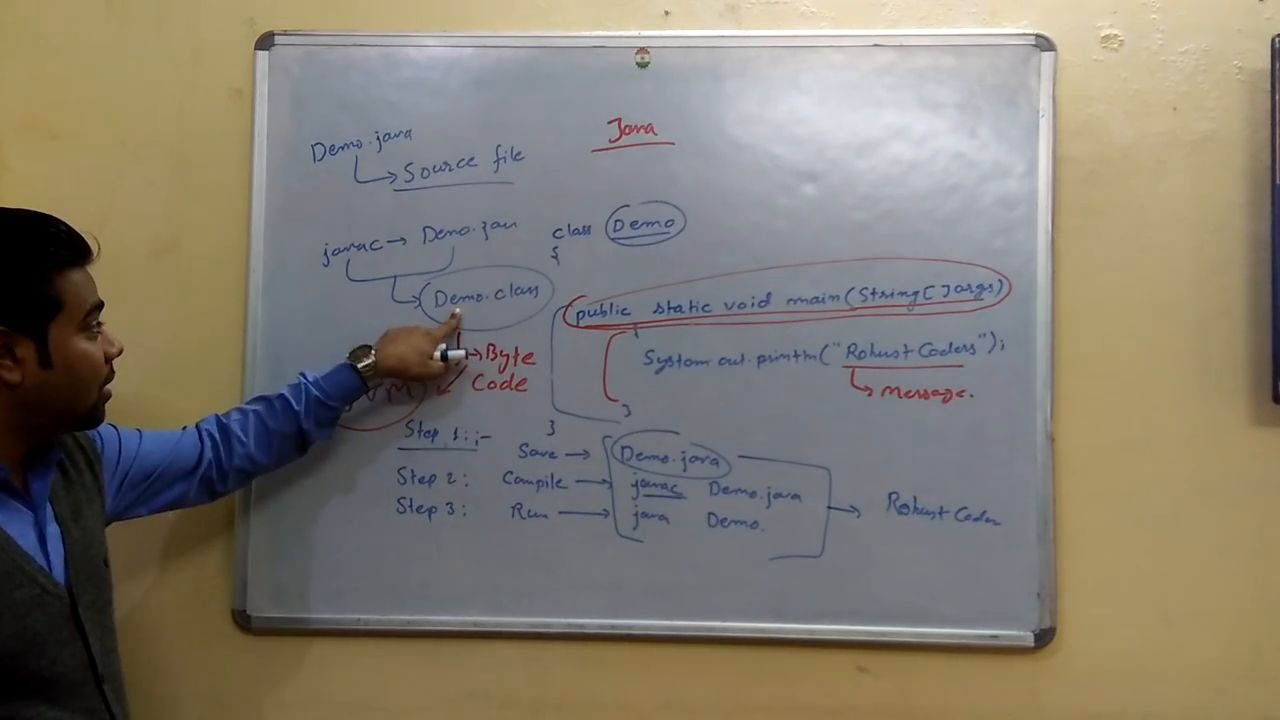 Java
Demo.java
Source file
javac → Demo.java
Demo.class
Byte
Code
JVM
class Demo
{
public static void main(String[]args)
{
System.out.println("Robust Coders");
message.
}
}
Step 1:- Save → Demo.java
Step 2: Compile → javac Demo.java
Step 3: Run → java Demo.
Robust Coder